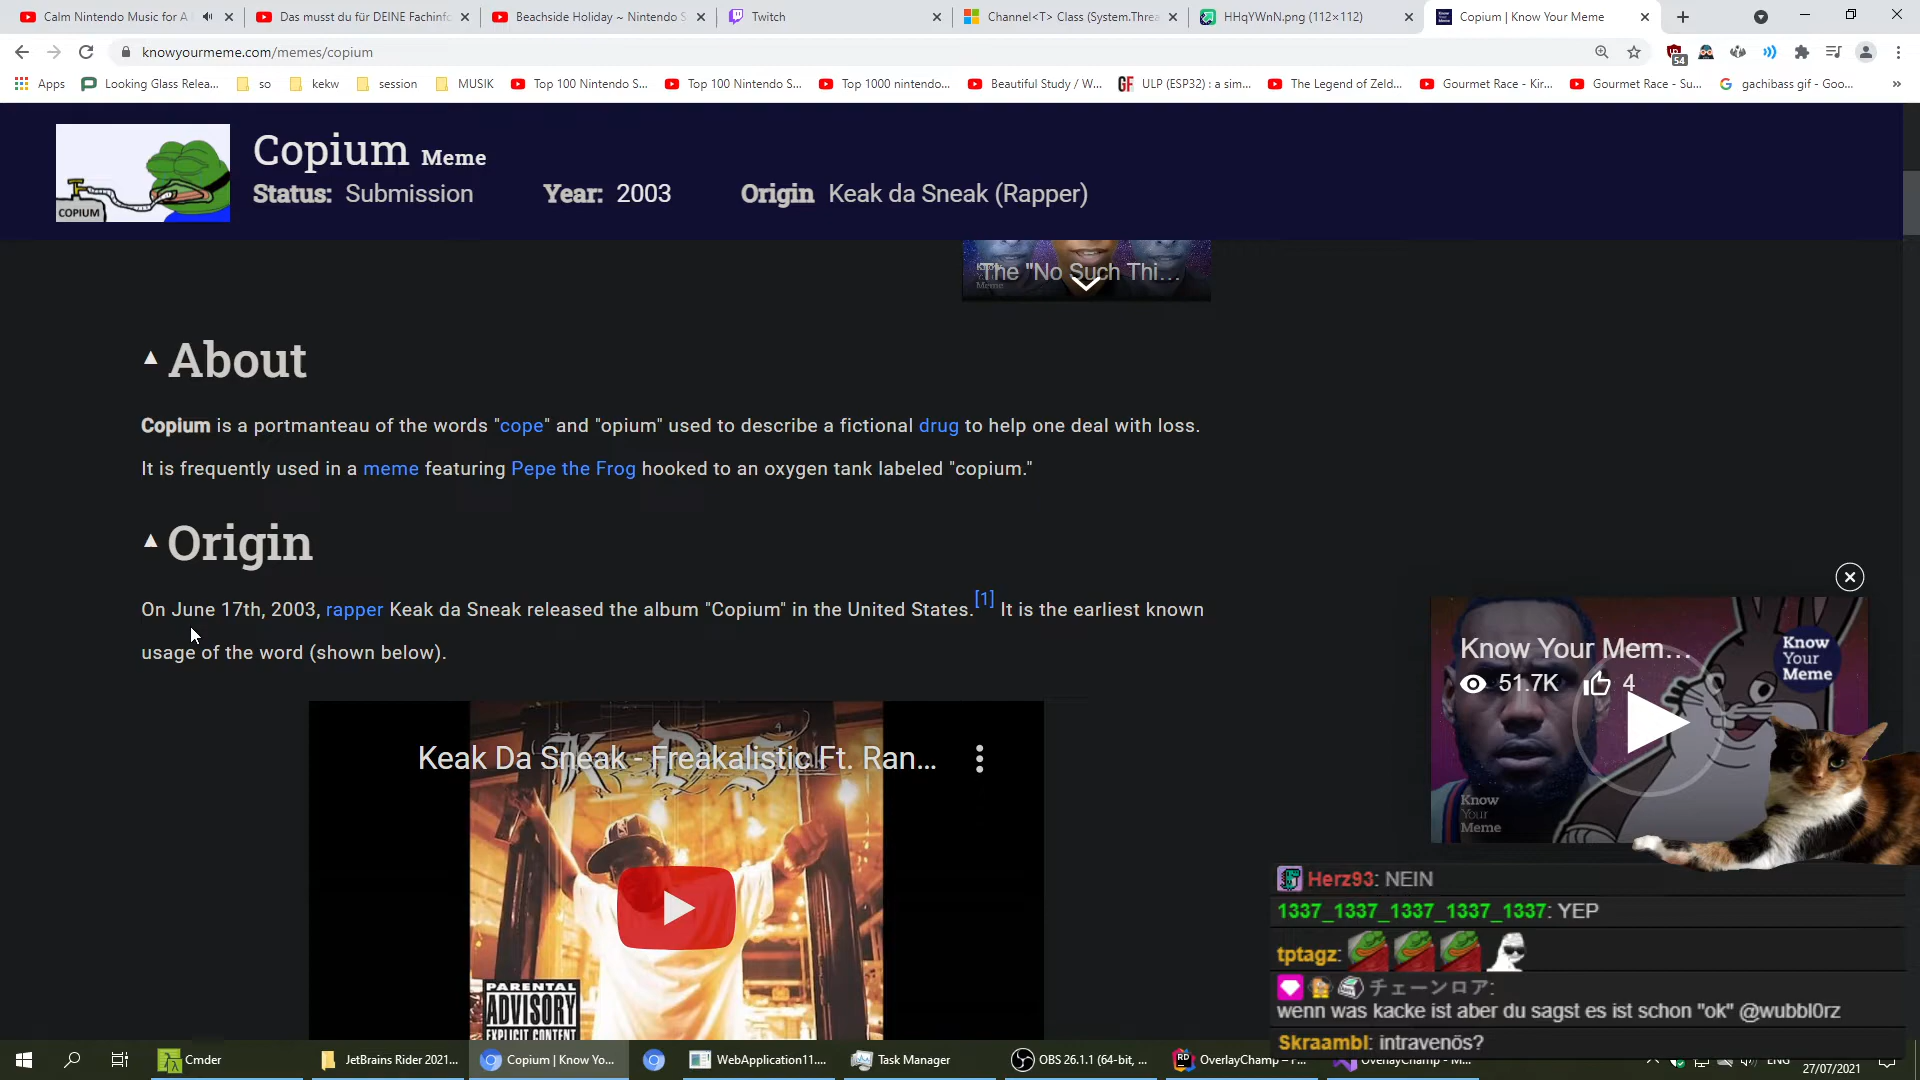 Calm Nintendo Music for A
Das musst du für DEINE Fachinfo
Beachside Holiday ~ Nintendo S
Twitch
Channel<T> Class (System.Threa
HHqYWnN.png (112×112)
Copium | Know Your Meme
knowyourmeme.com/memes/copium
54
Apps
Looking Glass Relea...
so
kekw
session
MUSIK
Top 100 Nintendo S...
Top 100 Nintendo S...
Top 1000 nintendo...
Beautiful Study / W...
GF ULP (ESP32) : a sim...
The Legend of Zeld...
Gourmet Race - Kir...
Gourmet Race - Su...
gachibass gif - Goo...
COPIUM
Copium Meme
Status: Submission Year: 2003 Origin Keak da Sneak (Rapper)
The "No Such Thi...
About
Copium is a portmanteau of the words "cope" and "opium" used to describe a fictional drug to help one deal with loss.
It is frequently used in a meme featuring Pepe the Frog hooked to an oxygen tank labeled "copium."
Origin
On June 17th, 2003, rapper Keak da Sneak released the album "Copium" in the United States.[1] It is the earliest known
usage of the word (shown below).
Keak Da Sneak - Freakalistic Ft. Ran...
PARENTAL
ADVISORY
EXPLICIT CONTENT
Know Your Mem...
51.7K 4
Know
Your
Meme
Know
Your
Meme
Herz93: NEIN
1337_1337_1337_1337_1337: YEP
tptagz:
チェーンロア:
wenn was kacke ist aber du sagst es ist schon "ok" @wubbl0rz
Skraambl: intravenös?
Cmder
JetBrains Rider 2021...
Copium | Know Yo...
WebApplication11....
Task Manager
OBS 26.1.1 (64-bit, ...
OverlayChamp – P...
OverlayChamp - M...
ENG
27/07/2021